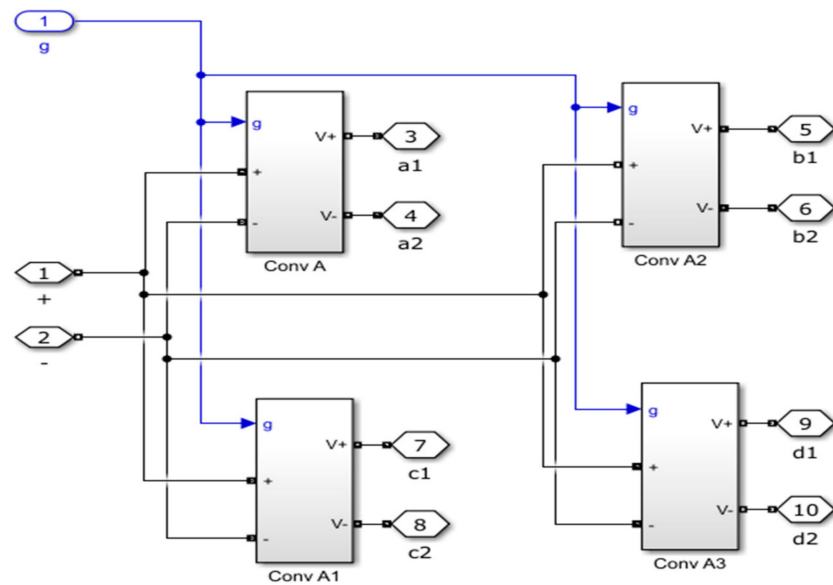 1
g
g
V+
+
V-
-
3
a1
4
a2
Conv A
g
V+
+
V-
-
5
b1
6
b2
Conv A2
1
+
2
-
g
V+
+
V-
-
7
c1
8
c2
Conv A1
g
V+
+
V-
-
9
d1
10
d2
Conv A3